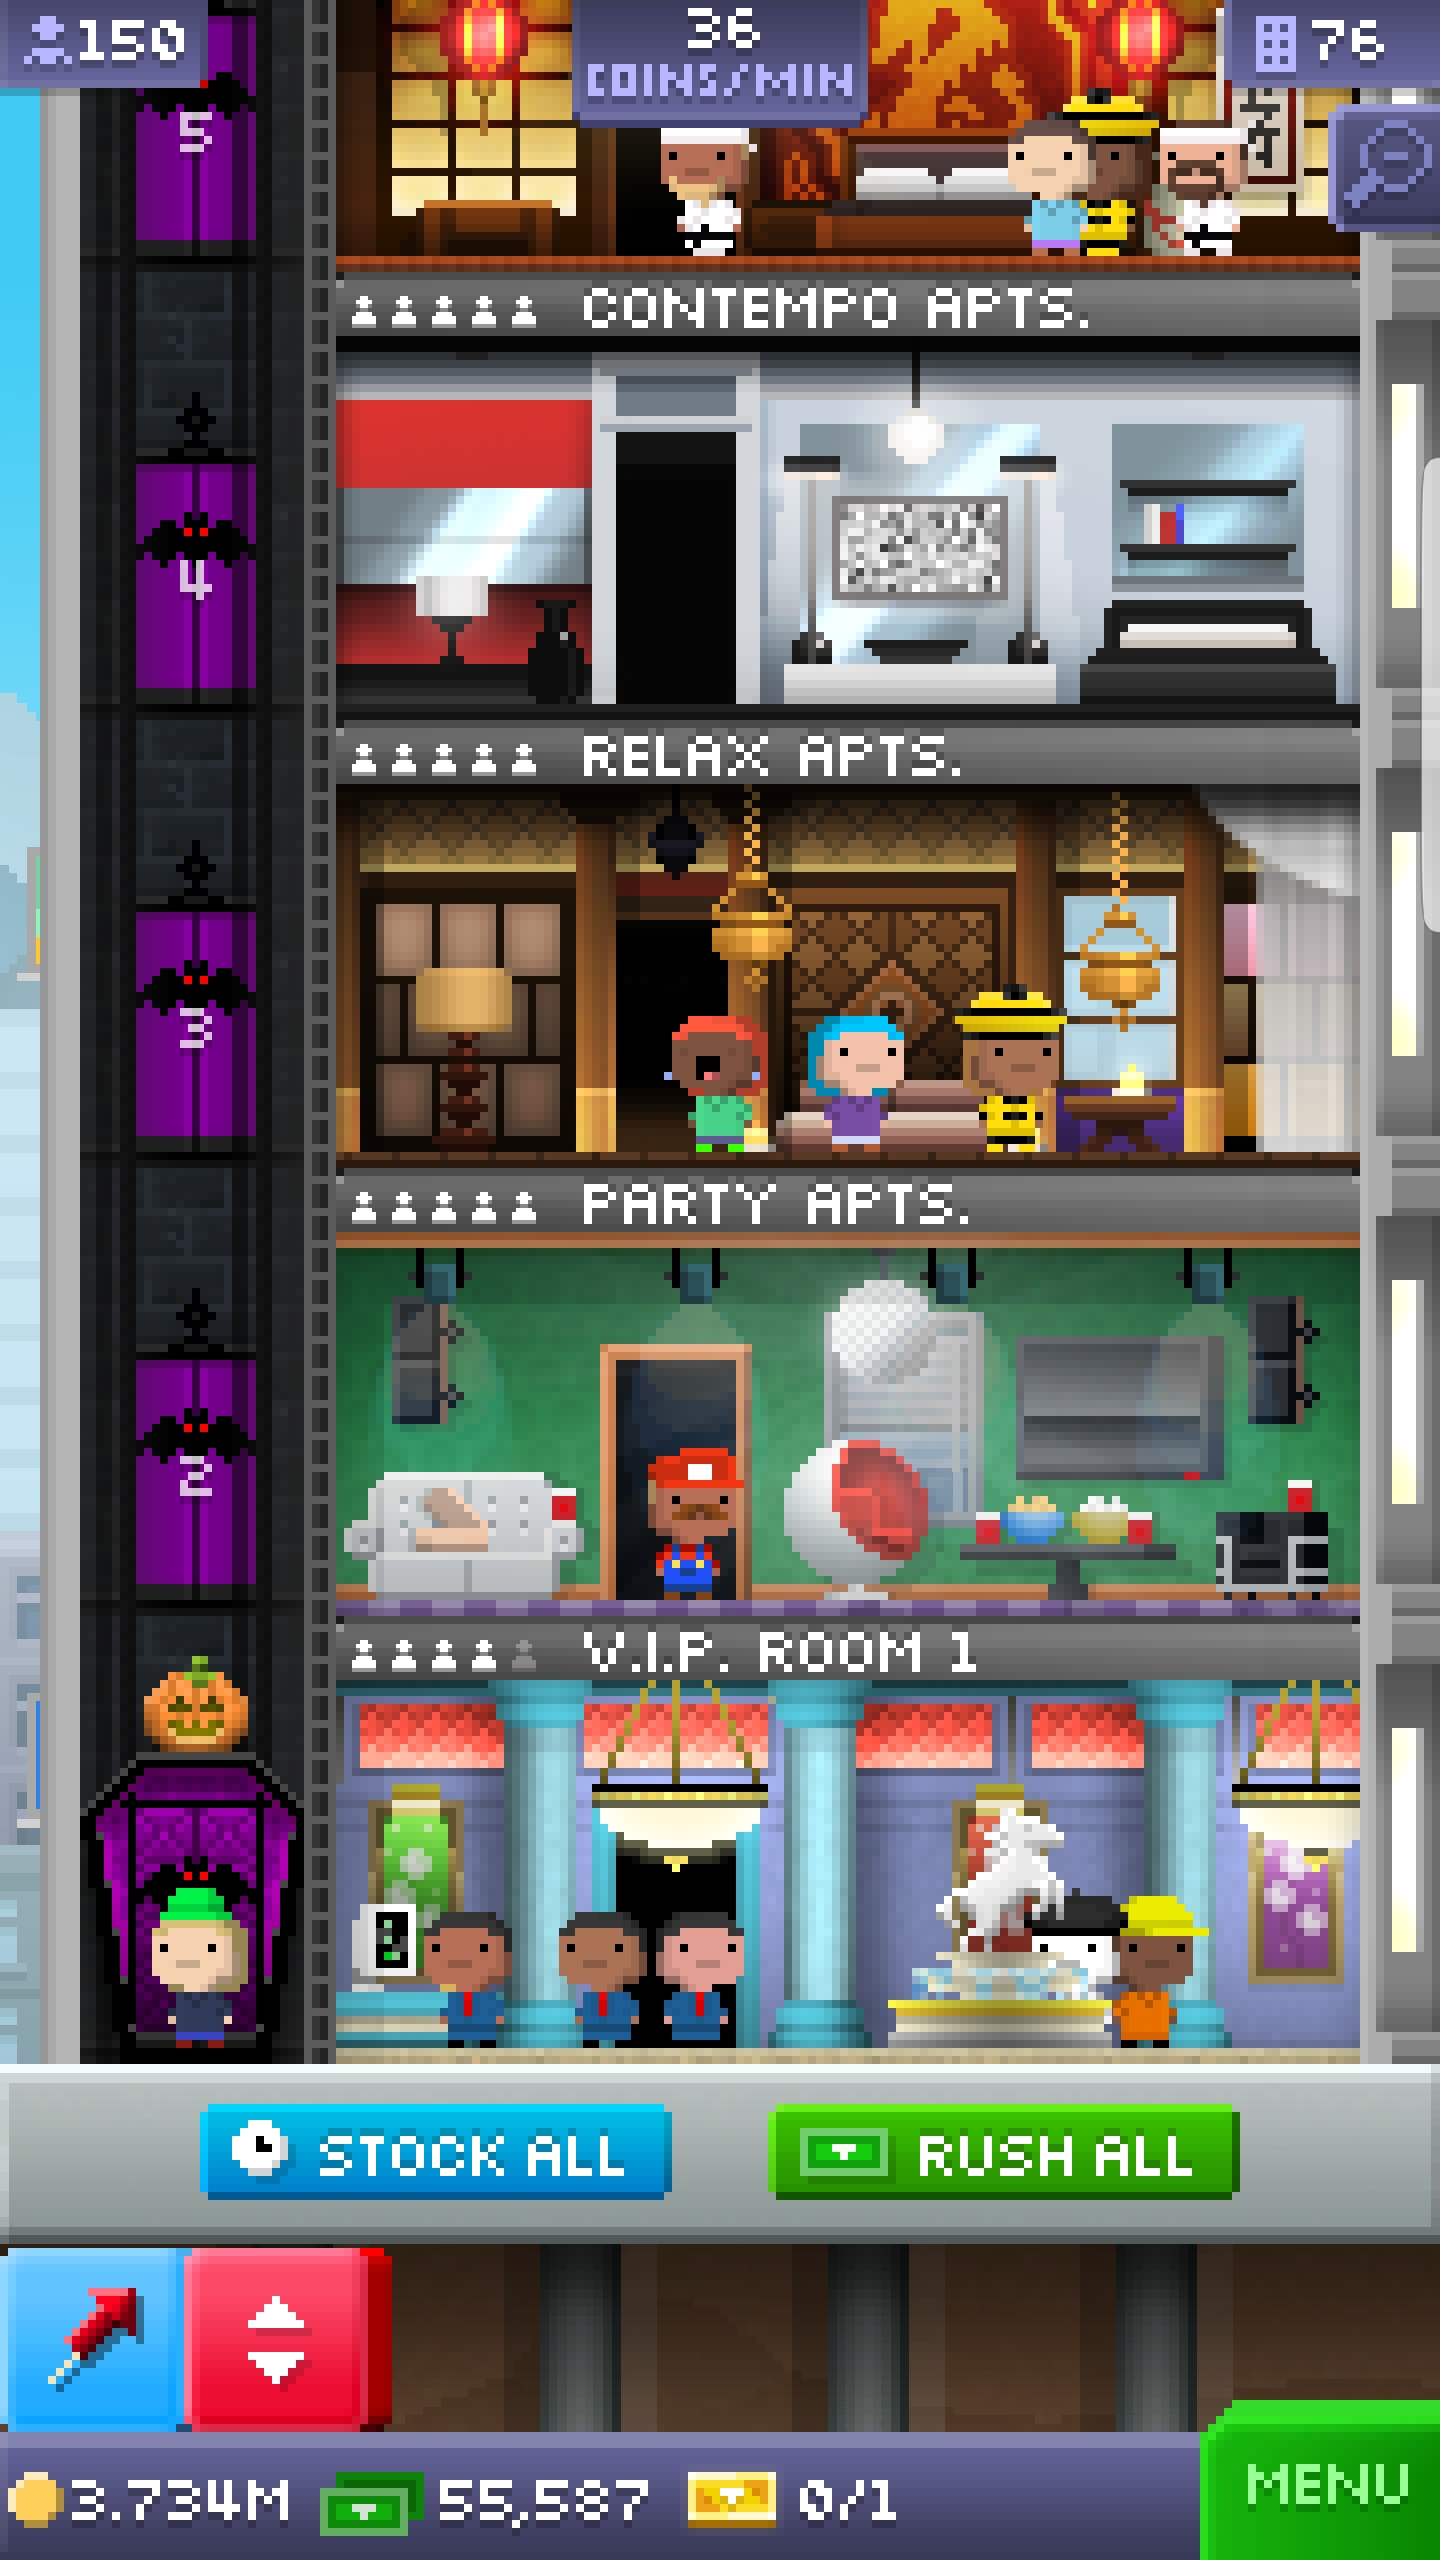 150
36
COINS/MIN
76
5
CONTEMPO APTS.
4
RELAX APTS.
3
PARTY APTS.
2
V.I.P. ROOM 1
STOCK ALL
RUSH ALL
3.734M
55,587
0/1
MENU